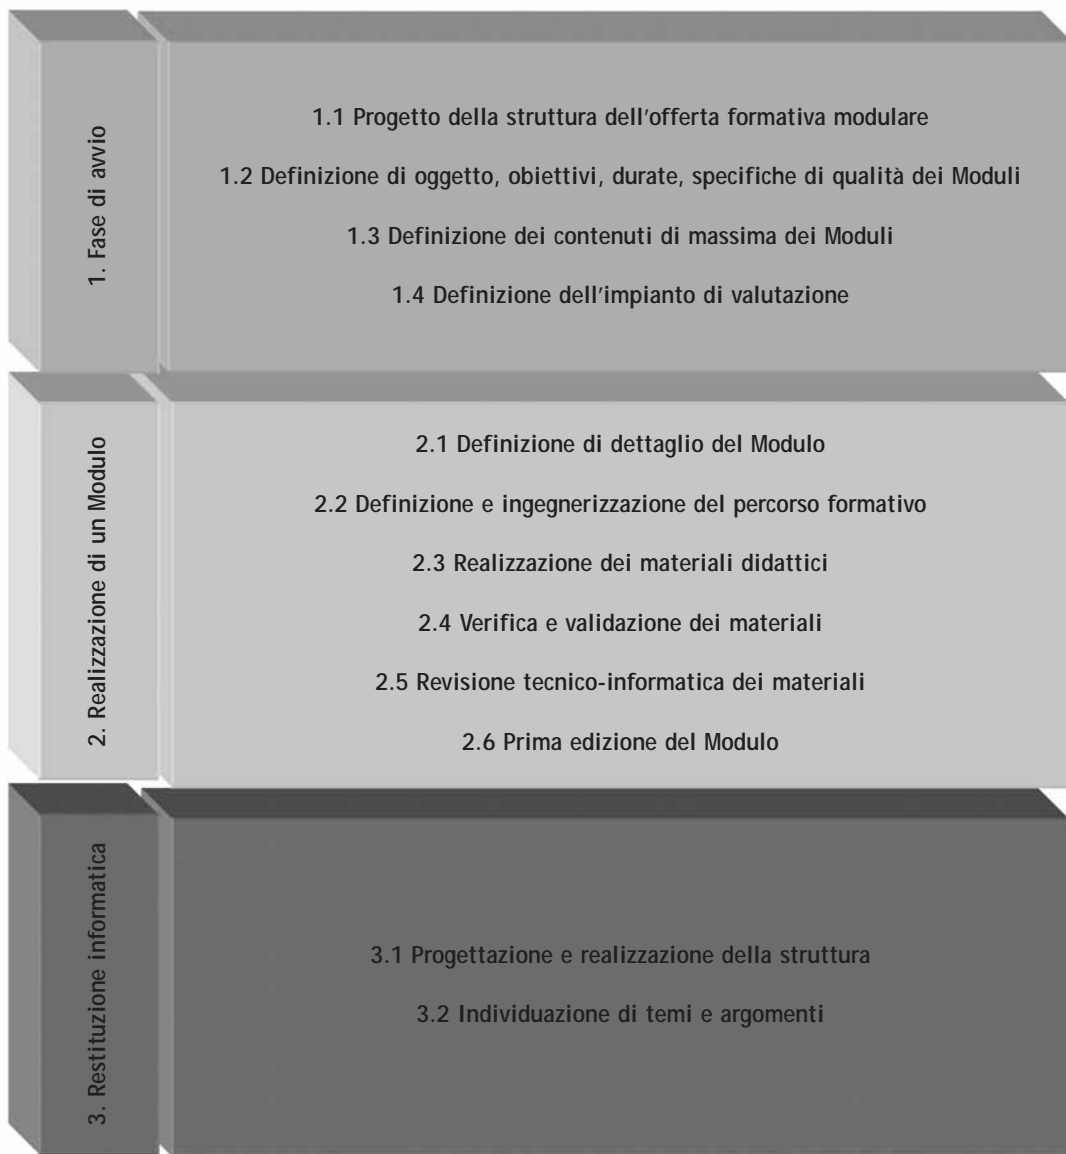 1. Fase di avvio
1.1 Progetto della struttura dell'offerta formativa modulare
1.2 Definizione di oggetto, obiettivi, durate, specifiche di qualità dei Moduli
1.3 Definizione dei contenuti di massima dei Moduli
1.4 Definizione dell'impianto di valutazione
2. Realizzazione di un Modulo
2.1 Definizione di dettaglio del Modulo
2.2 Definizione e ingegnerizzazione del percorso formativo
2.3 Realizzazione dei materiali didattici
2.4 Verifica e validazione dei materiali
2.5 Revisione tecnico-informatica dei materiali
2.6 Prima edizione del Modulo
3. Restituzione informatica
3.1 Progettazione e realizzazione della struttura
3.2 Individuazione di temi e argomenti